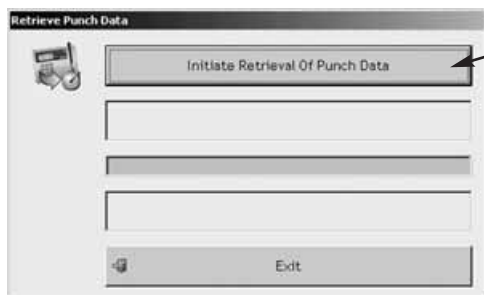 Retrieve Punch Data
Initiate Retrieval Of Punch Data
Exit